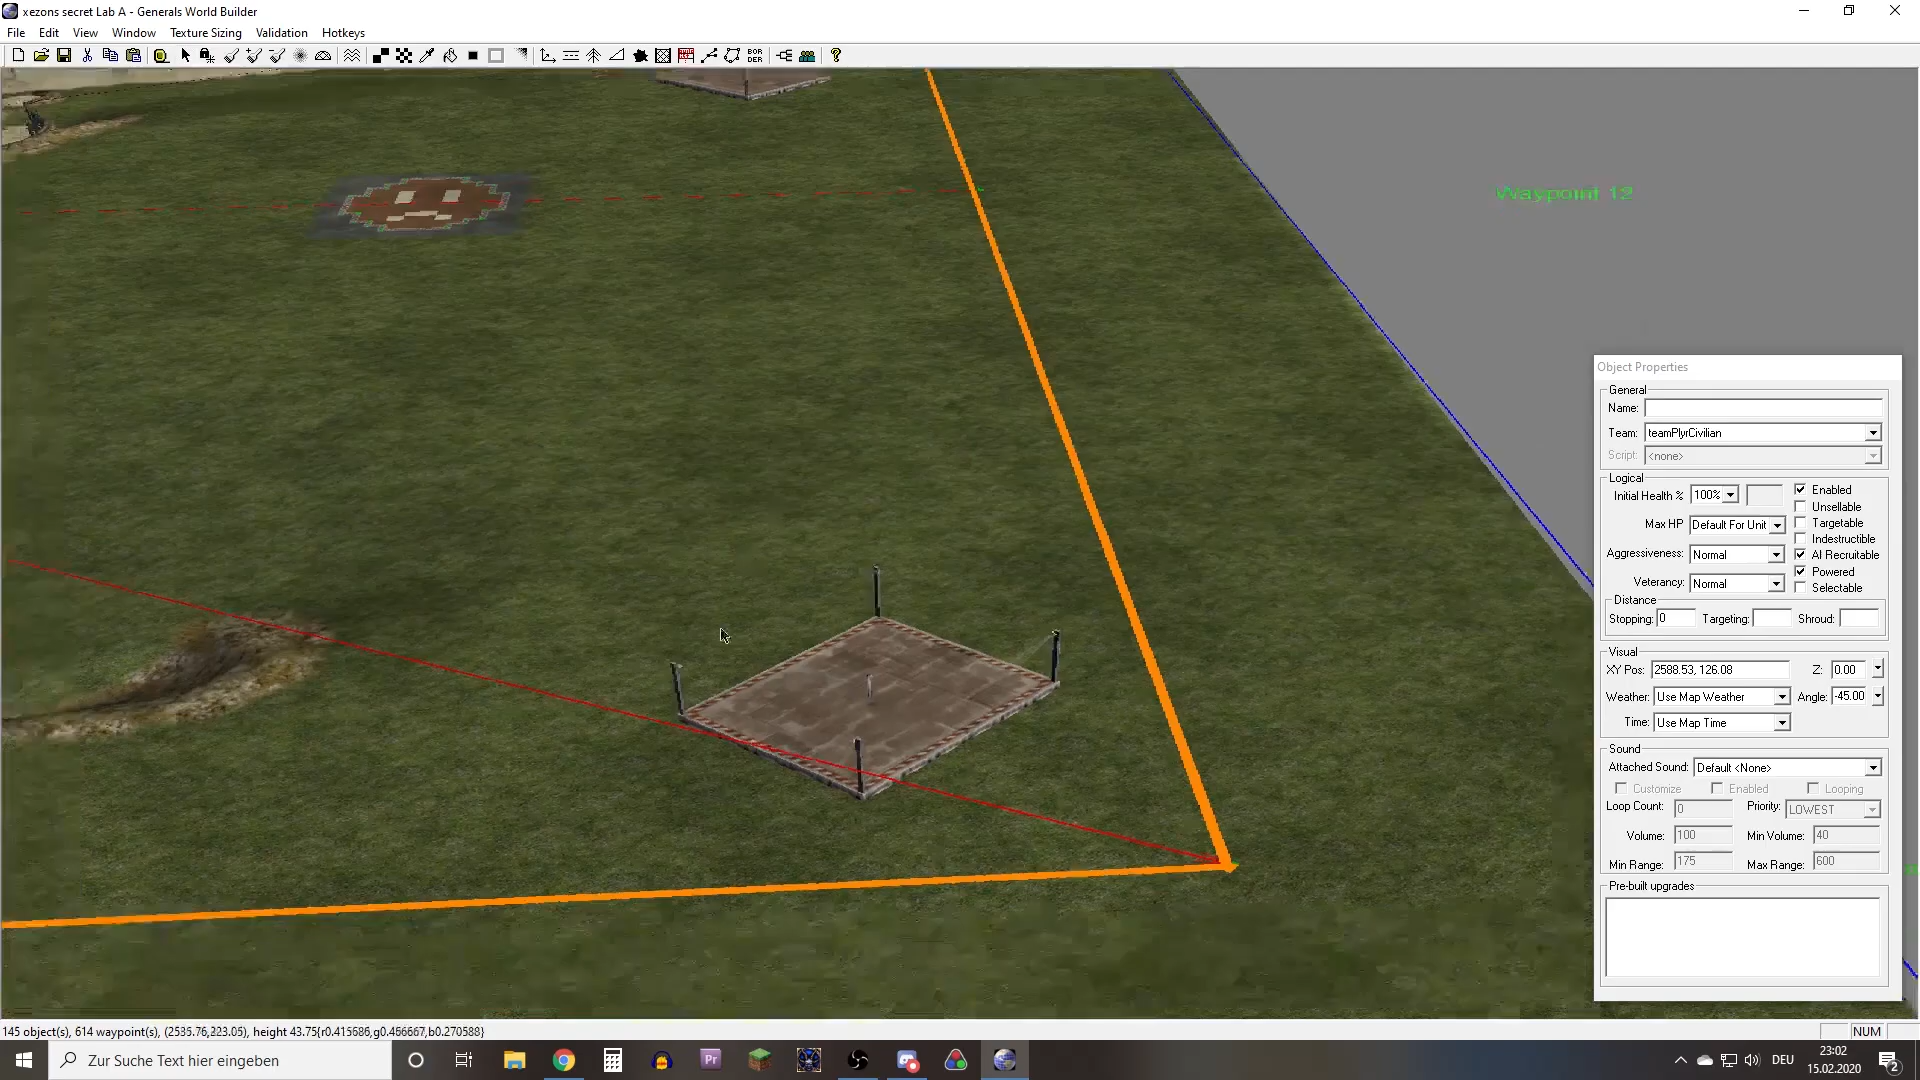 xezons secret Lab A - Generals World Builder
File Edit View Window Texture Sizing Validation Hotkeys
BOR
DER
Waypoint 12
Object Properties
General
Name:
Team: teamPlyrCivilian
Script: <none>
Logical
Initial Health % 100%
Enabled
Unsellable
Max HP Default For Unit
Targetable
Indestructible
Aggressiveness: Normal
AI Recruitable
Powered
Veterancy: Normal
Selectable
Distance
Stopping: 0 Targeting: Shroud:
Visual
XY Pos: 2588.53, 126.08 Z: 0.00
Weather: Use Map Weather Angle: -45.00
Time: Use Map Time
Sound
Attached Sound: Default <None>
Customize Enabled Looping
Loop Count: 0 Priority: LOWEST
Volume: 100 Min Volume: 40
Min Range: 175 Max Range: 600
Pre-built upgrades
145 object(s), 614 waypoint(s), (2535.76,223.05), height 43.75{r0.415686,g0.456667,b0.270588}
NUM
Zur Suche Text hier eingeben
Pr
DEU
23:02
15.02.2020
2